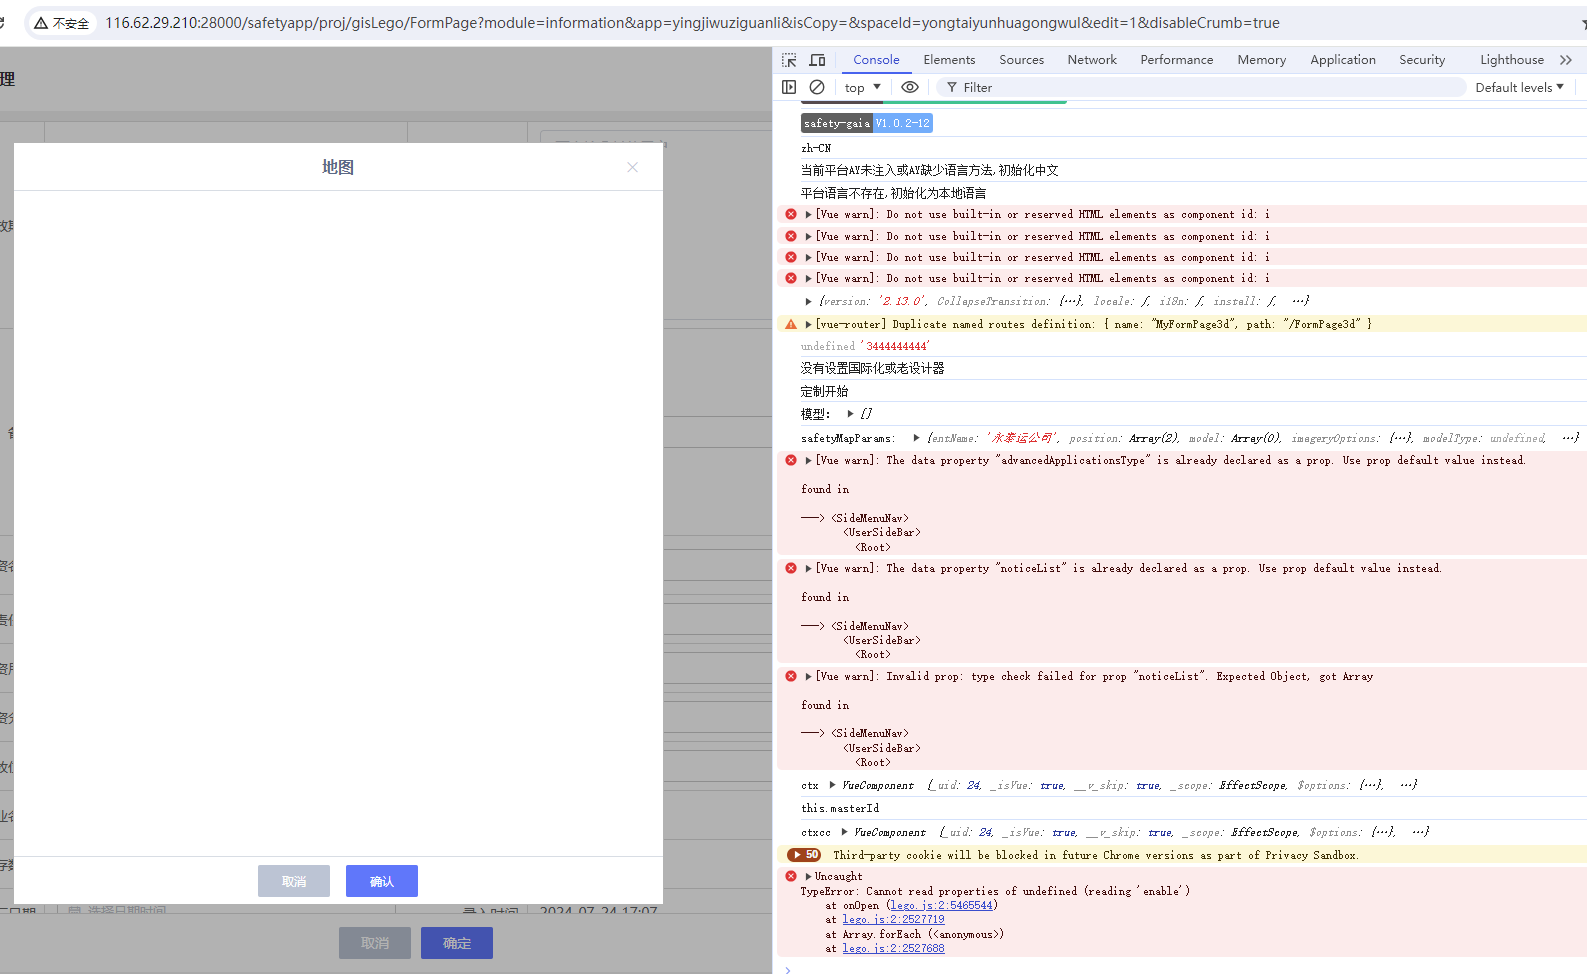 不安全 116.62.29.210:28000/safetyapp/proj/gisLego/FormPage?module=information&app=yingjiwuziguanli&isCopy=&spaceId=yongtaiyunhuagongwul&edit=1&disableCrumb=true
理
地图
取消 确认
选择日期时间 录入时间 2024-07-24 17:07
取消 确定
Console Elements Sources Network Performance Memory Application Security Lighthouse
top Filter Default levels
safety-gaia V1.0.2-12
zh-CN
当前平台AY未注入或AY缺少语言方法,初始化中文
平台语言不存在,初始化为本地语言
[Vue warn]: Do not use built-in or reserved HTML elements as component id: i
[Vue warn]: Do not use built-in or reserved HTML elements as component id: i
[Vue warn]: Do not use built-in or reserved HTML elements as component id: i
[Vue warn]: Do not use built-in or reserved HTML elements as component id: i
{version: '2.13.0', CollapseTransition: {…}, locale: ƒ, i18n: ƒ, install: ƒ, …}
[vue-router] Duplicate named routes definition: { name: "MyFormPage3d", path: "/FormPage3d" }
undefined '3444444444'
没有设置国际化或老设计器
定制开始
模型: []
safetyMapParams: {entName: '永泰运公司', position: Array(2), model: Array(0), imageryOptions: {…}, modelType: undefined, …}
[Vue warn]: The data property "advancedApplicationsType" is already declared as a prop. Use prop default value instead.
found in
---> <SideMenuNav>
<UserSideBar>
<Root>
[Vue warn]: The data property "noticeList" is already declared as a prop. Use prop default value instead.
found in
---> <SideMenuNav>
<UserSideBar>
<Root>
[Vue warn]: Invalid prop: type check failed for prop "noticeList". Expected Object, got Array
found in
---> <SideMenuNav>
<UserSideBar>
<Root>
ctx VueComponent {_uid: 24, _isVue: true, __v_skip: true, _scope: EffectScope, $options: {…}, …}
this.masterId
ctxcc VueComponent {_uid: 24, _isVue: true, __v_skip: true, _scope: EffectScope, $options: {…}, …}
50 Third-party cookie will be blocked in future Chrome versions as part of Privacy Sandbox.
Uncaught
TypeError: Cannot read properties of undefined (reading 'enable')
at onOpen (lego.js:2:5465544)
at lego.js:2:2527719
at Array.forEach (<anonymous>)
at lego.js:2:2527688